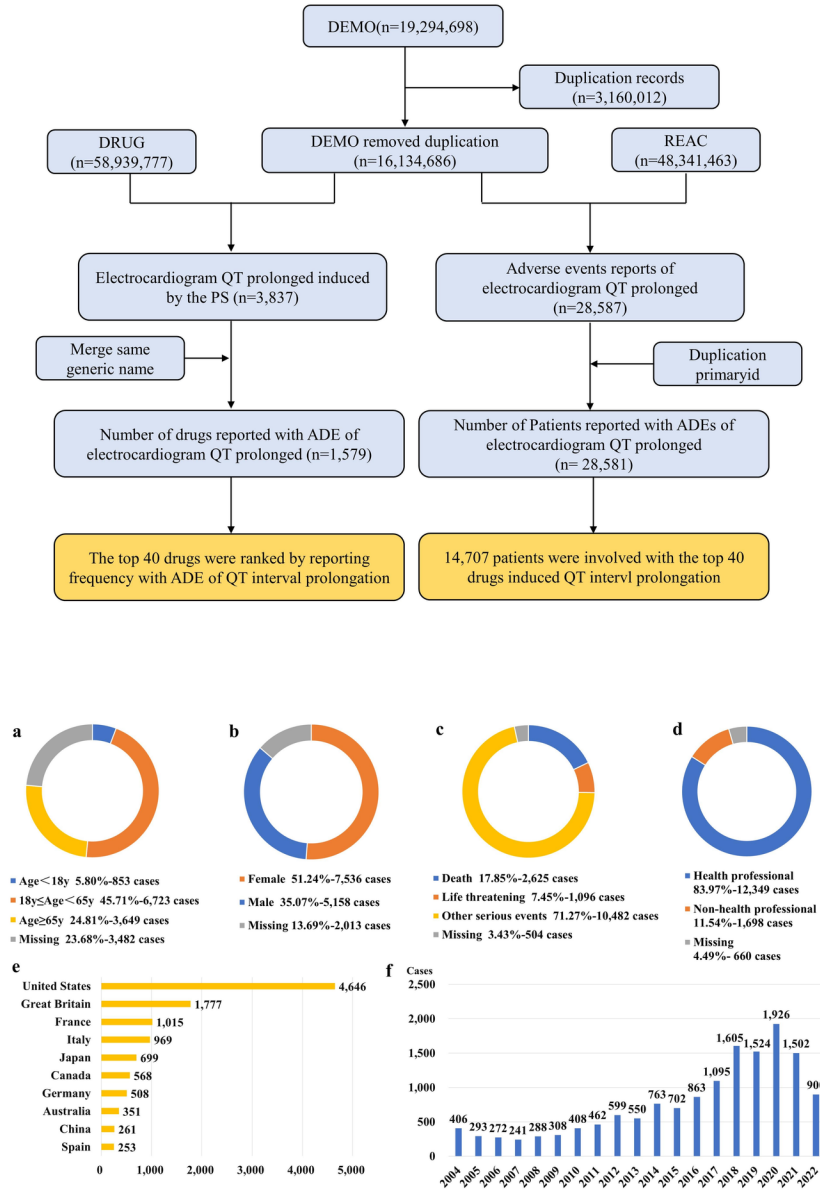 DEMO(n=19,294,698)
Duplication records
(n=3,160,012)
DRUG
(n=58,939,777)
DEMO removed duplication
(n=16,134,686)
REAC
(n=48,341,463)
Electrocardiogram QT prolonged induced
by the PS (n=3,837)
Adverse events reports of
electrocardiogram QT prolonged
(n=28,587)
Merge same
generic name
Duplication
primaryid
Number of drugs reported with ADE of
electrocardiogram QT prolonged (n=1,579)
Number of Patients reported with ADEs of
electrocardiogram QT prolonged
(n= 28,581)
The top 40 drugs were ranked by reporting
frequency with ADE of QT interval prolongation
14,707 patients were involved with the top 40
drugs induced QT intervl prolongation
a
Age<18y 5.80%-853 cases
18y≤Age<65y 45.71%-6,723 cases
Age≥65y 24.81%-3,649 cases
Missing 23.68%-3,482 cases
b
Female 51.24%-7,536 cases
Male 35.07%-5,158 cases
Missing 13.69%-2,013 cases
c
Death 17.85%-2,625 cases
Life threatening 7.45%-1,096 cases
Other serious events 71.27%-10,482 cases
Missing 3.43%-504 cases
d
Health professional
83.97%-12,349 cases
Non-health professional
11.54%-1,698 cases
Missing
4.49%- 660 cases
e
United States 4,646
Great Britain 1,777
France 1,015
Italy 969
Japan 699
Canada 568
Germany 508
Australia 351
China 261
Spain 253
0 1,000 2,000 3,000 4,000 5,000
f
Cases
2,500
2,000
1,500
1,000
500
0
406 293 272 241 288 308 408 462 599 550 763 702 863 1,095 1,605 1,524 1,926 1,502
2004 2005 2006 2007 2008 2009 2010 2011 2012 2013 2014 2015 2016 2017 2018 2019 2020 2021 2022